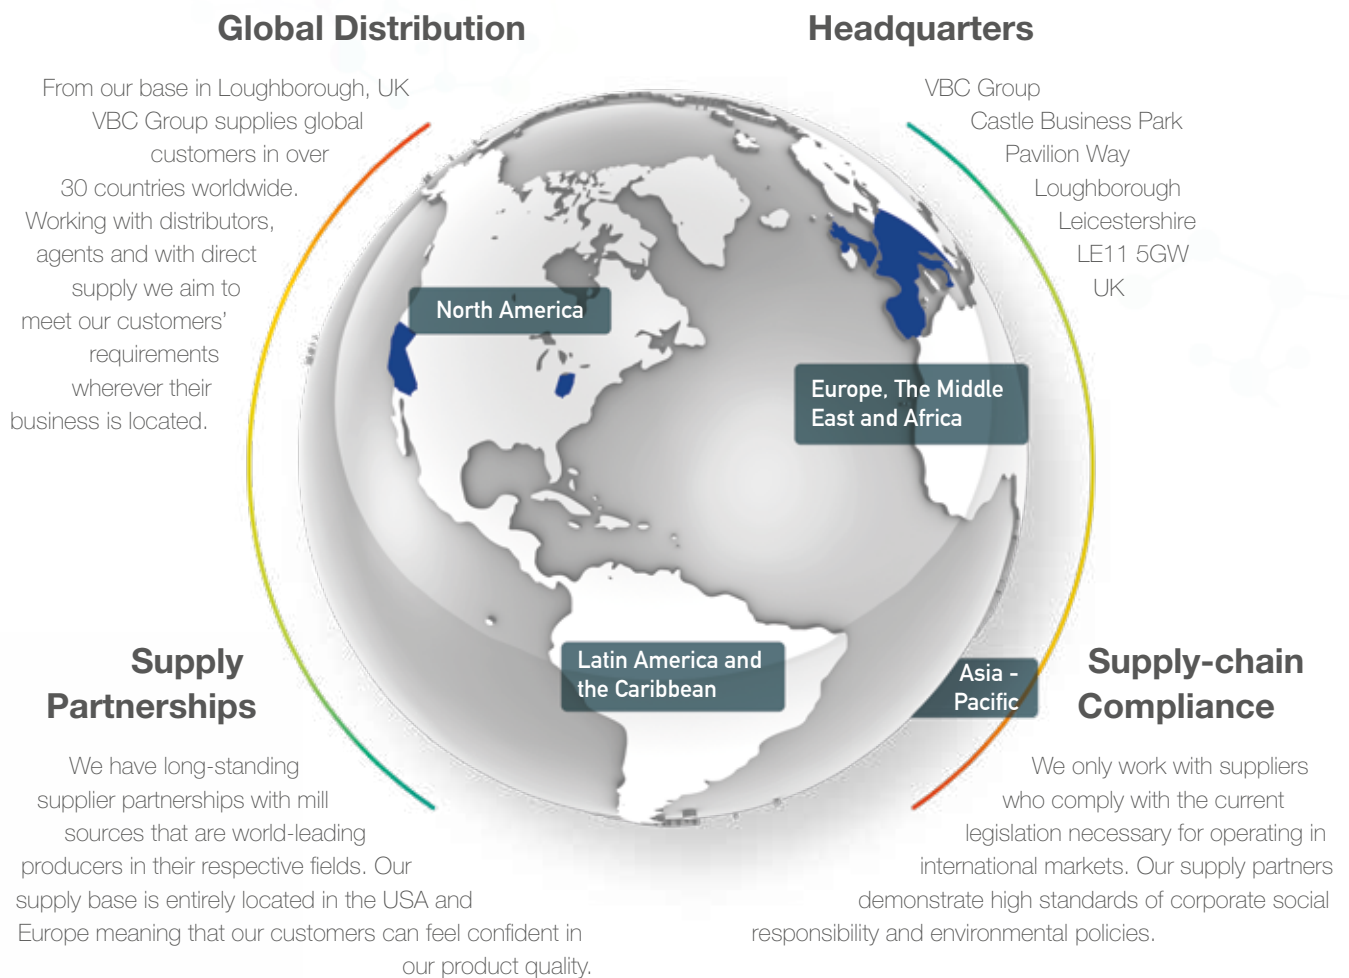 Global Distribution
From our base in Loughborough, UK
VBC Group supplies global
customers in over
30 countries worldwide.
Working with distributors,
agents and with direct
supply we aim to
meet our customers'
requirements
wherever their
business is located.
Headquarters
VBC Group
Castle Business Park
Pavilion Way
Loughborough
Leicestershire
LE11 5GW
UK
North America
Europe, The Middle
East and Africa
Latin America and
the Caribbean
Asia -
Pacific
Supply
Partnerships
We have long-standing
supplier partnerships with mill
sources that are world-leading
producers in their respective fields. Our
supply base is entirely located in the USA and
Europe meaning that our customers can feel confident in
our product quality.
Supply-chain
Compliance
We only work with suppliers
who comply with the current
legislation necessary for operating in
international markets. Our supply partners
demonstrate high standards of corporate social
responsibility and environmental policies.